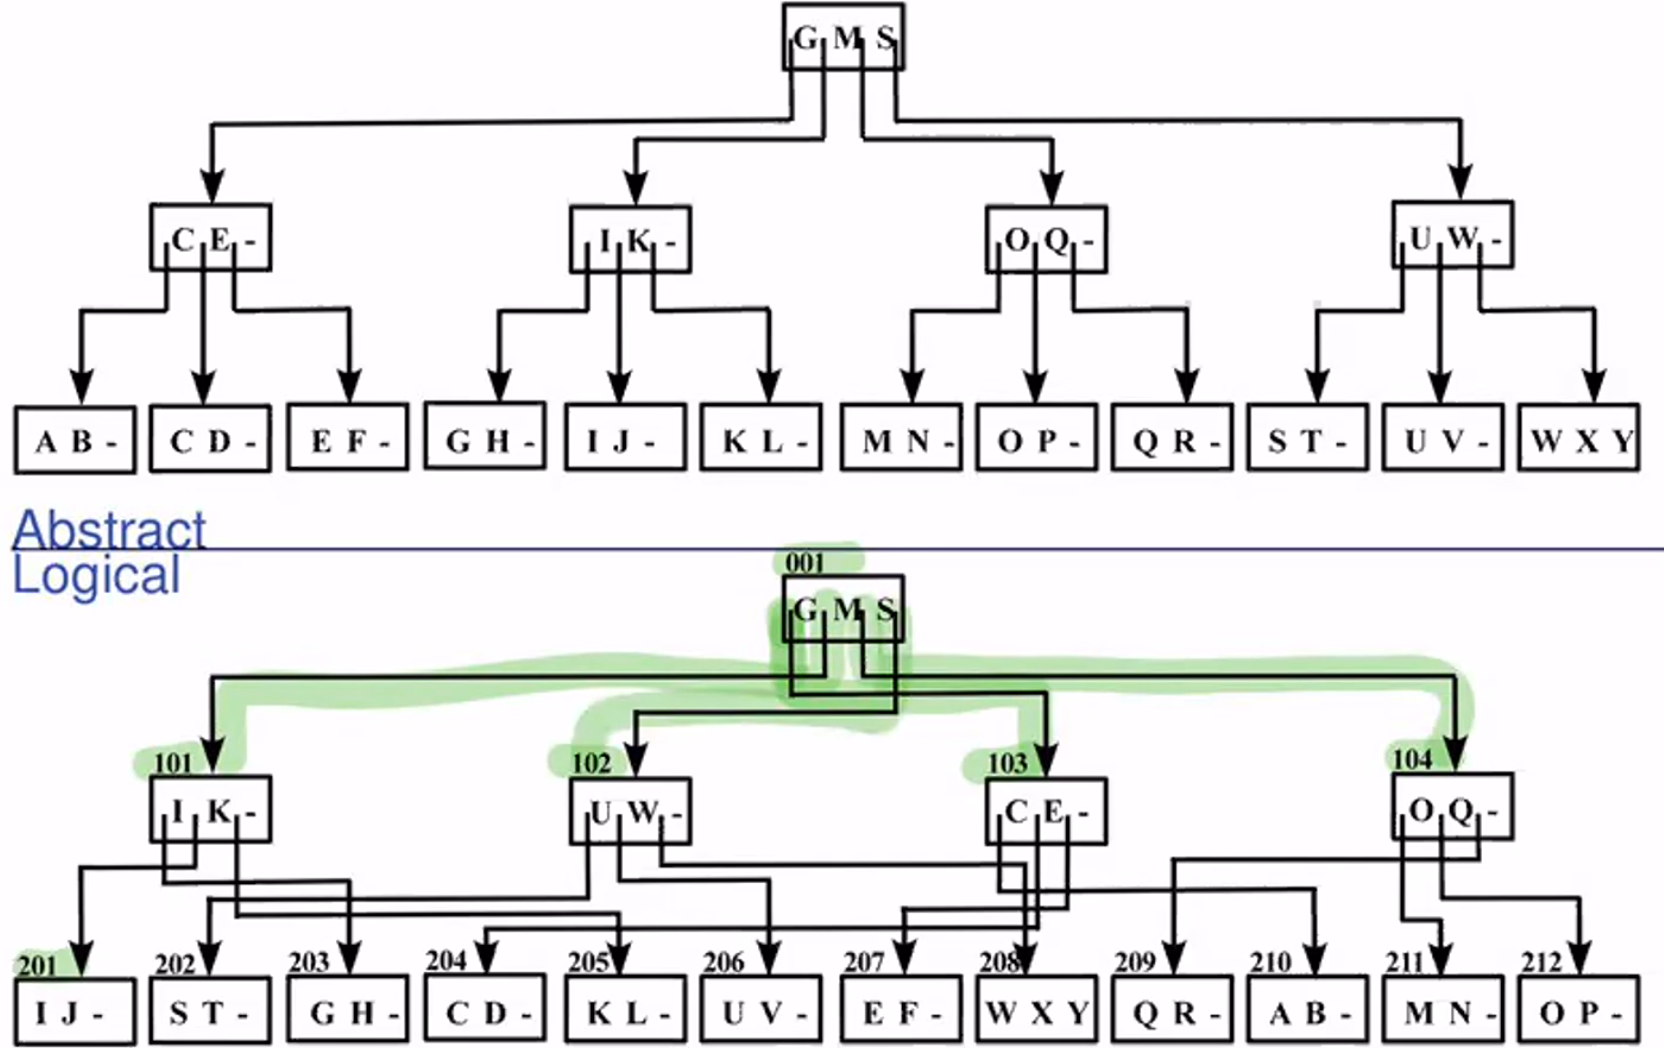 G M S
C E - I K - O Q - U W -
A B - C D - E F - G H - I J - K L - M N - O P - Q R - S T - U V - W X Y
Abstract
Logical
001
G M S
101 102 103 104
I K - U W - C E - O Q -
201 202 203 204 205 206 207 208 209 210 211 212
I J - S T - G H - C D - K L - U V - E F - W X Y Q R - A B - M N - O P -